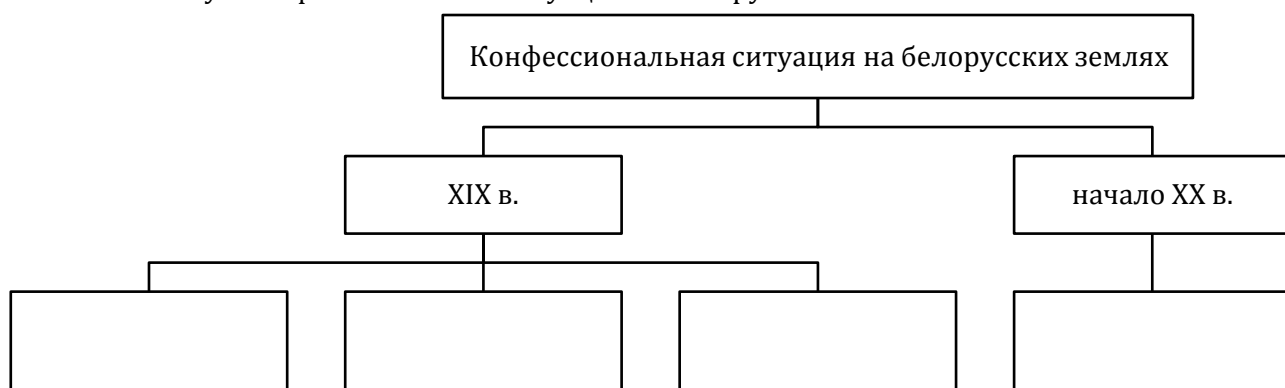 Конфессиональная ситуация на белорусских землях
XIX в.
начало XX в.